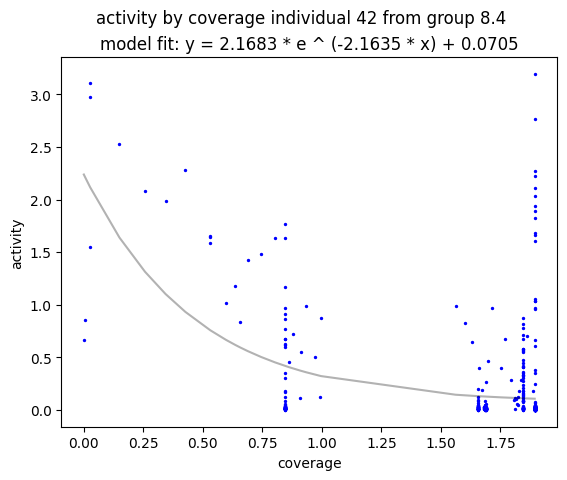 activity by coverage individual 42 from group 8.4
model fit: y = 2.1683 * e ^ (-2.1635 * x) + 0.0705
3.0
2.5
2.0
1.5
1.0
0.5
0.0
activity
0.00 0.25 0.50 0.75 1.00 1.25 1.50 1.75
coverage